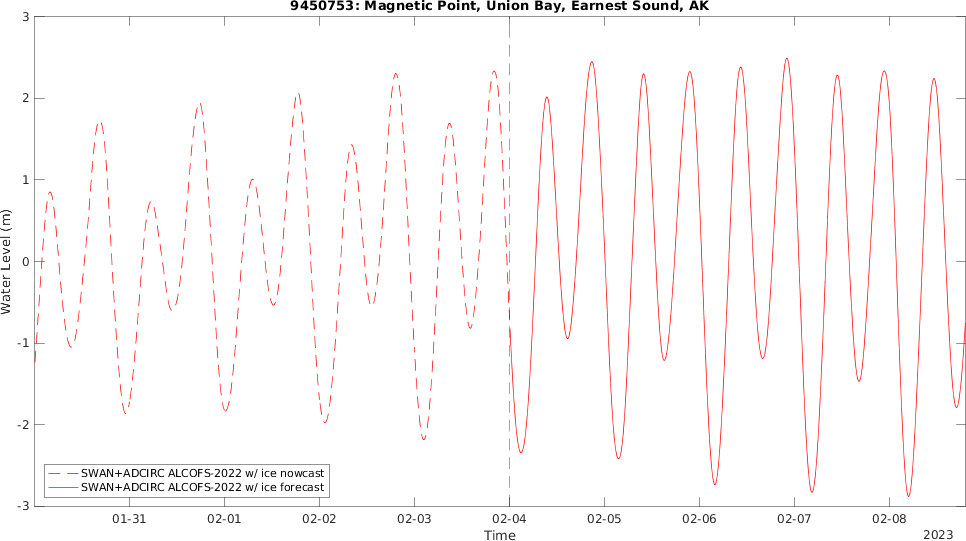 9450753: Magnetic Point, Union Bay, Earnest Sound, AK
3
2
1
0
-1
-2
-3
Water Level (m)
SWAN+ADCIRC ALCOFS-2022 w/ ice nowcast
SWAN+ADCIRC ALCOFS-2022 w/ ice forecast
01-31 02-01 02-02 02-03 02-04 02-05 02-06 02-07 02-08
Time
2023